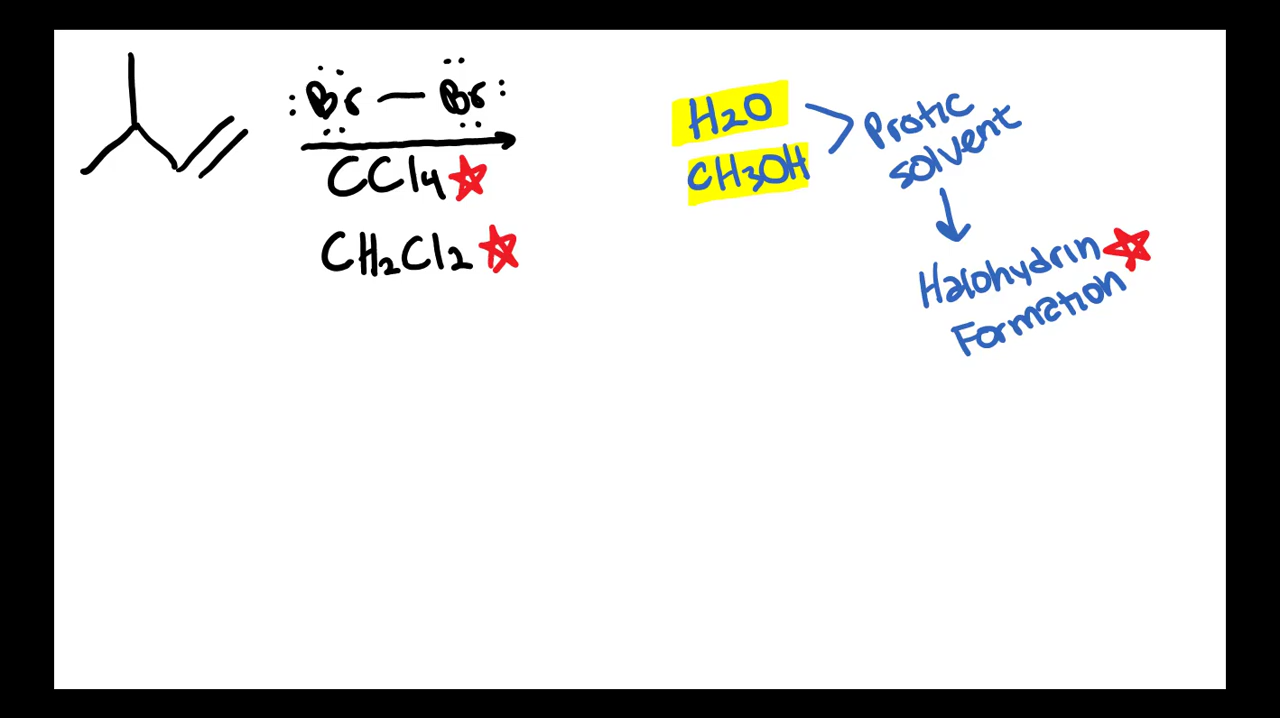 :Br — Br:
CCl4
CH2Cl2
H2O
CH3OH
Protic
solvent
Halohydrin
Formation